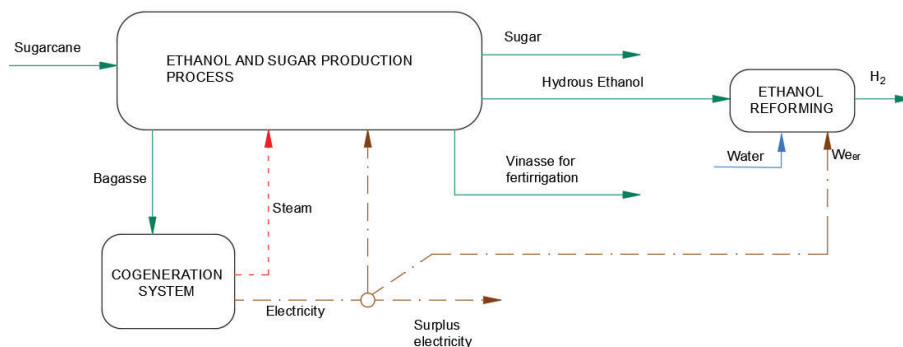 Sugarcane
ETHANOL AND SUGAR PRODUCTION
PROCESS
Sugar
Hydrous Ethanol
ETHANOL
REFORMING
H2
Bagasse
Steam
Vinasse for
fertirrigation
Water
Weer
COGENERATION
SYSTEM
Electricity
Surplus
electricity